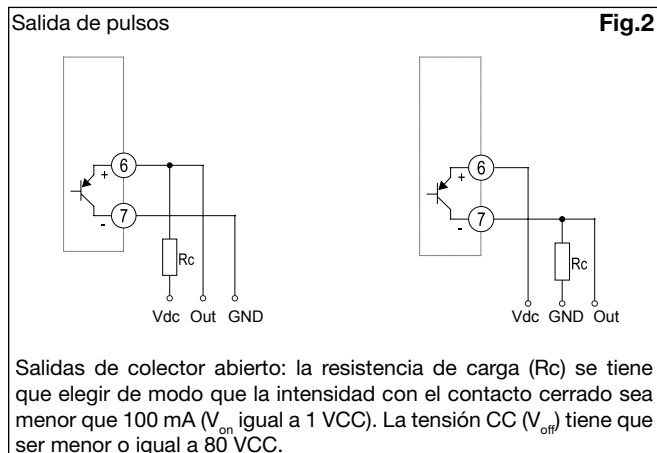 Salida de pulsos Fig.2
+ 6
- 7
Rc
Vdc Out GND
+ 6
- 7
Rc
Vdc GND Out
Salidas de colector abierto: la resistencia de carga (Rc) se tiene
que elegir de modo que la intensidad con el contacto cerrado sea
menor que 100 mA (Von igual a 1 VCC). La tensión CC (Voff) tiene que
ser menor o igual a 80 VCC.